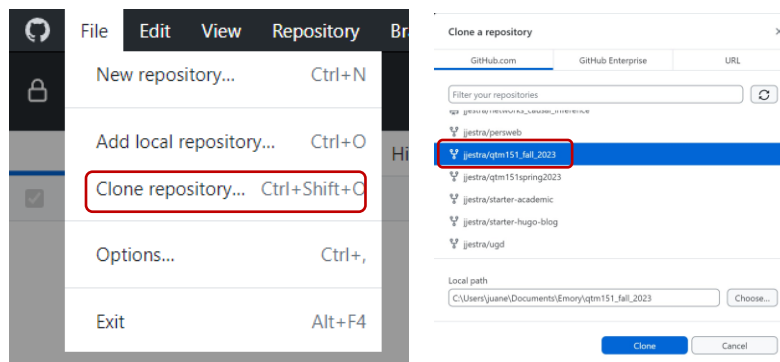 File Edit View Repository Br
New repository... Ctrl+N
Add local repository... Ctrl+O
Hi
Clone repository... Ctrl+Shift+O
Options... Ctrl+,
Exit Alt+F4
Clone a repository
GitHub.com GitHub Enterprise URL
Filter your repositories
jjestra/networks_causal_inference
jjestra/persweb
jjestra/qtm151_fall_2023
jjestra/qtm151spring2023
jjestra/starter-academic
jjestra/starter-hugo-blog
jjestra/ugd
Local path
C:\Users\juane\Documents\Emory\qtm151_fall_2023 Choose...
Clone Cancel